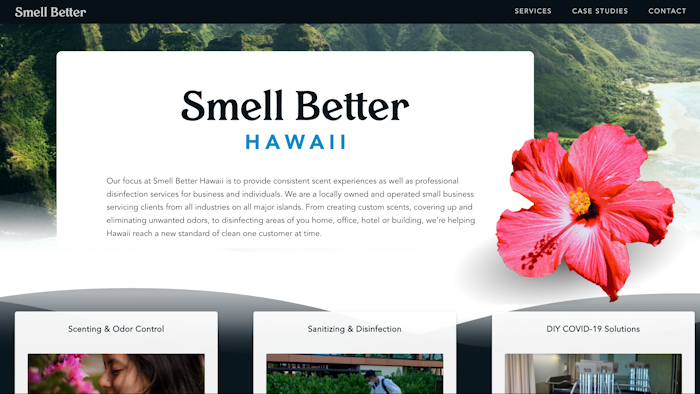 Smell Better
SERVICES CASE STUDIES CONTACT
Smell Better
HAWAII
Our focus at Smell Better Hawaii is to provide consistent scent experiences as well as professional
disinfection services for business and individuals. We are a locally owned and operated small business
servicing clients from all industries on all major islands. From creating custom scents, covering up and
eliminating unwanted odors, to disinfecting areas of you home, office, hotel or building, we're helping
Hawaii reach a new standard of clean one customer at time.
Scenting & Odor Control
Sanitizing & Disinfection
DIY COVID-19 Solutions